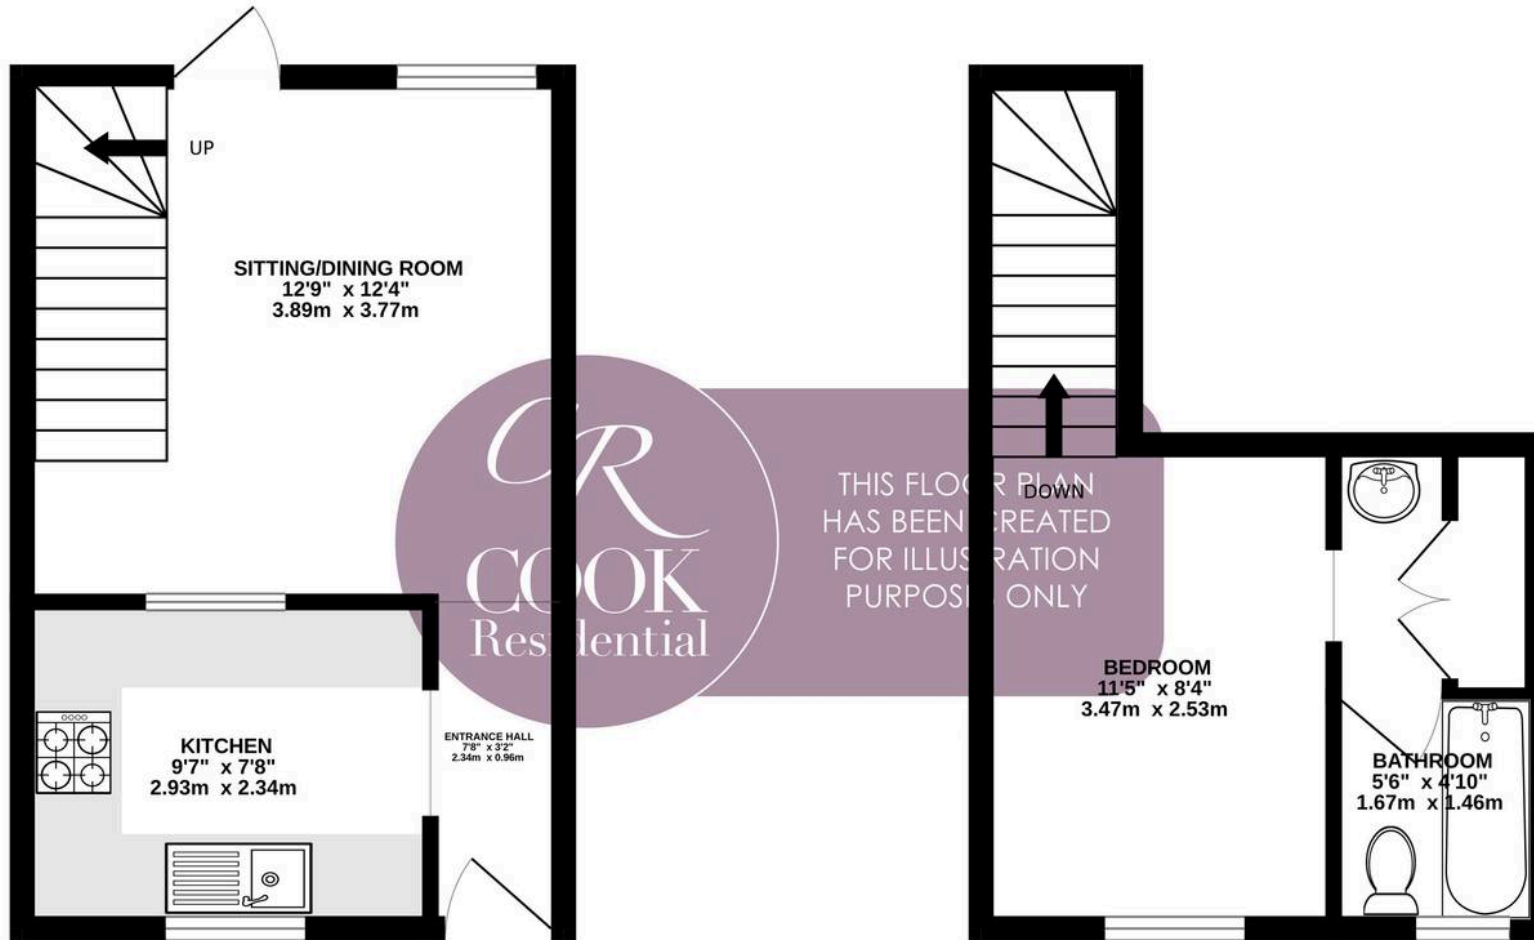 UP
SITTING/DINING ROOM
12'9" x 12'4"
3.89m x 3.77m
KITCHEN
9'7" x 7'8"
2.93m x 2.34m
ENTRANCE HALL
7'8" x 3'2"
2.34m x 0.96m
CR
COOK
Residential
THIS FLOOR PLAN
HAS BEEN CREATED
FOR ILLUSTRATION
PURPOSES ONLY
DOWN
BEDROOM
11'5" x 8'4"
3.47m x 2.53m
BATHROOM
5'6" x 4'10"
1.67m x 1.46m